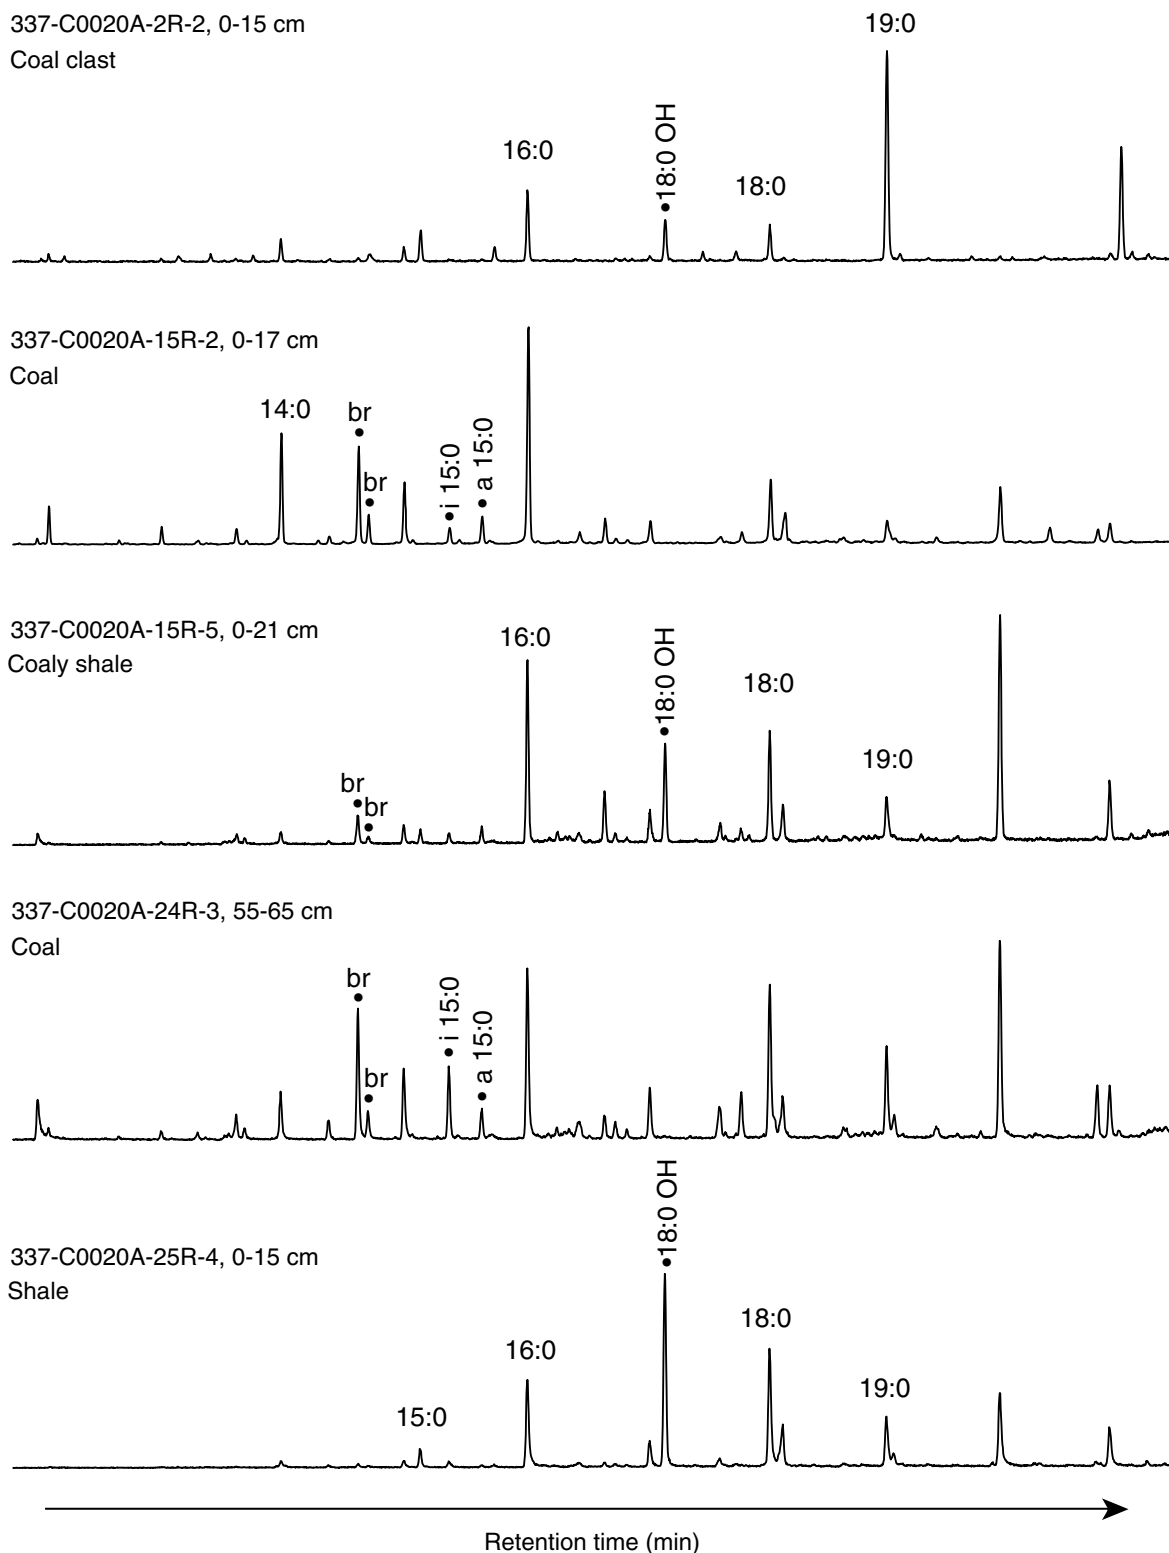 337-C0020A-2R-2, 0-15 cm
Coal clast
16:0
18:0 OH
18:0
19:0
337-C0020A-15R-2, 0-17 cm
Coal
14:0
br
br
i 15:0
a 15:0
337-C0020A-15R-5, 0-21 cm
Coaly shale
br
br
16:0
18:0 OH
18:0
19:0
337-C0020A-24R-3, 55-65 cm
Coal
br
br
i 15:0
a 15:0
337-C0020A-25R-4, 0-15 cm
Shale
15:0
16:0
18:0 OH
18:0
19:0
Retention time (min)